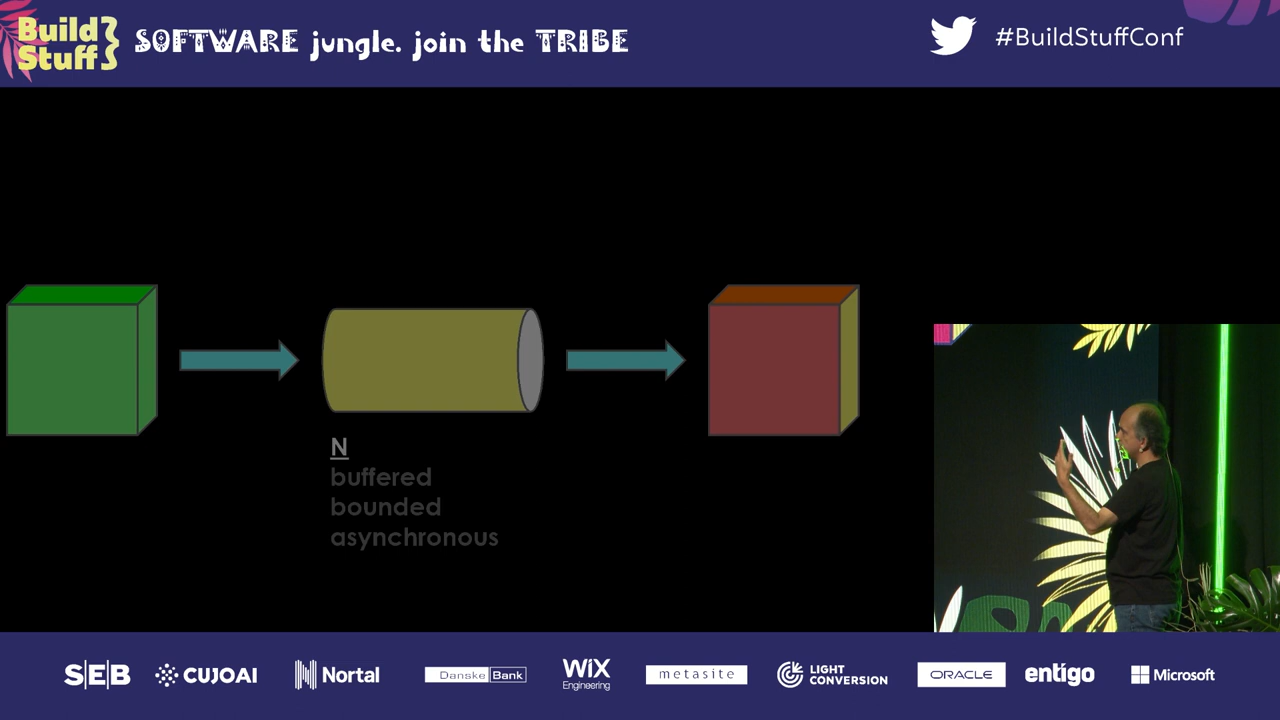 Build
Stuff
SOFTWARE jungle. join the TRIBE
#BuildStuffConf
N
buffered
bounded
asynchronous
S|E|B
CUJOAI
Nortal
Danske Bank
WiX
Engineering
metasite
LIGHT
CONVERSION
ORACLE
entigo
Microsoft